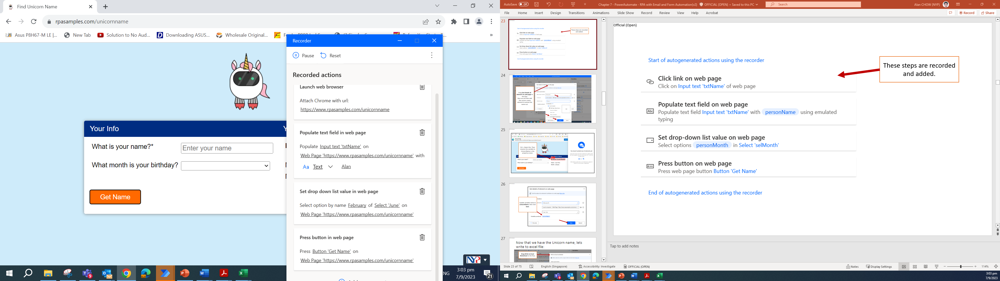 Find Unicorn Name
rpasamples.com/unicornname
Asus P8H67-M LE |...
New Tab
Solution to No Aud...
Downloading ASUS...
Wholesale Original...
Recorder
Pause
Reset
Recorded actions
Launch web browser
Attach Chrome with url:
https://www.rpasamples.com/unicornname
Populate text field in web page
Populate Input text 'txtName' on
Web Page 'https://www.rpasamples.com/unicornname' with
Aa Text Alan
Set drop down list value in web page
Select option by name February of Select 'June' on
Web Page 'https://www.rpasamples.com/unicornname'
Press button in web page
Press Button 'Get Name' on
Web Page 'https://www.rpasamples.com/unicornname'
Your Info
What is your name?*
Enter your name
What month is your birthday?
Get Name
NYP
NG
3:03 pm
7/9/2023
21
AutoSave Off
Chapter 7 - PowerAutomate - RPA with Email and Form Automation(v2)
OFFICIAL (OPEN) • Saved to this PC
Search
Alan CHOW (NYP)
File Home Insert Design Transitions Animations Slide Show Record Review View Help Acrobat
Record
Share
23
24
25
26
27
Now that we have the Unicorn name, lets
write to excel file:
Official (Open)
Start of autogenerated actions using the recorder
These steps are recorded
and added.
Click link on web page
Click on Input text 'txtName' of web page
Populate text field on web page
Abc
Populate text field Input text 'txtName' with personName using emulated
typing
Set drop-down list value on web page
Select options personMonth in Select 'selMonth'
Press button on web page
Press web page button Button 'Get Name'
End of autogenerated actions using the recorder
Tap to add notes
Slide 23 of 75
English (Singapore)
Accessibility: Investigate
OFFICIAL (OPEN)
Notes
Display Settings
114%
3:03 pm
7/9/2023